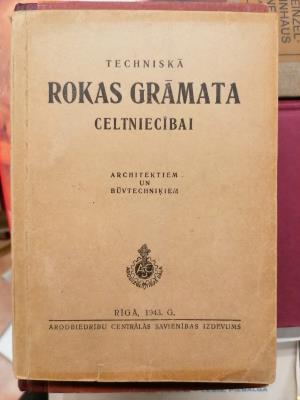 TECHNISKĀ
ROKAS GRĀMATA
CELTNIECĪBAI
ARCHITEKTIEM
UN
BŪVTECHNIĶIEM
RĪGĀ, 1943. G.
ARODBIEDRĪBU CENTRĀLĀS SAVIENĪBAS IZDEVUMS